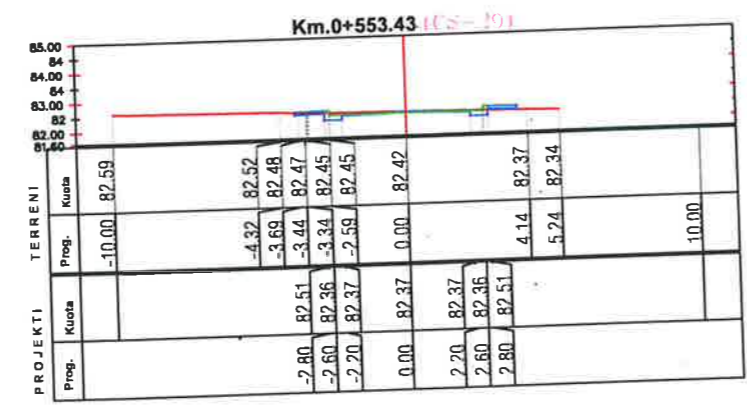 Km.0+553.43
85.00
84
84.00
83.00
82
82.00
81.60
TERRENI
Kuota 82.59 82.52 82.48 82.47 82.45 82.45 82.42 82.37 82.34
Prog. -10.00 -4.32 -3.69 -3.44 -3.34 -2.59 0.00 4.14 5.24 10.00
PROJEKTI
Kuota 82.51 82.36 82.37 82.37 82.37 82.36 82.51
Prog. -2.80 -2.60 -2.20 0.00 2.20 2.60 2.80